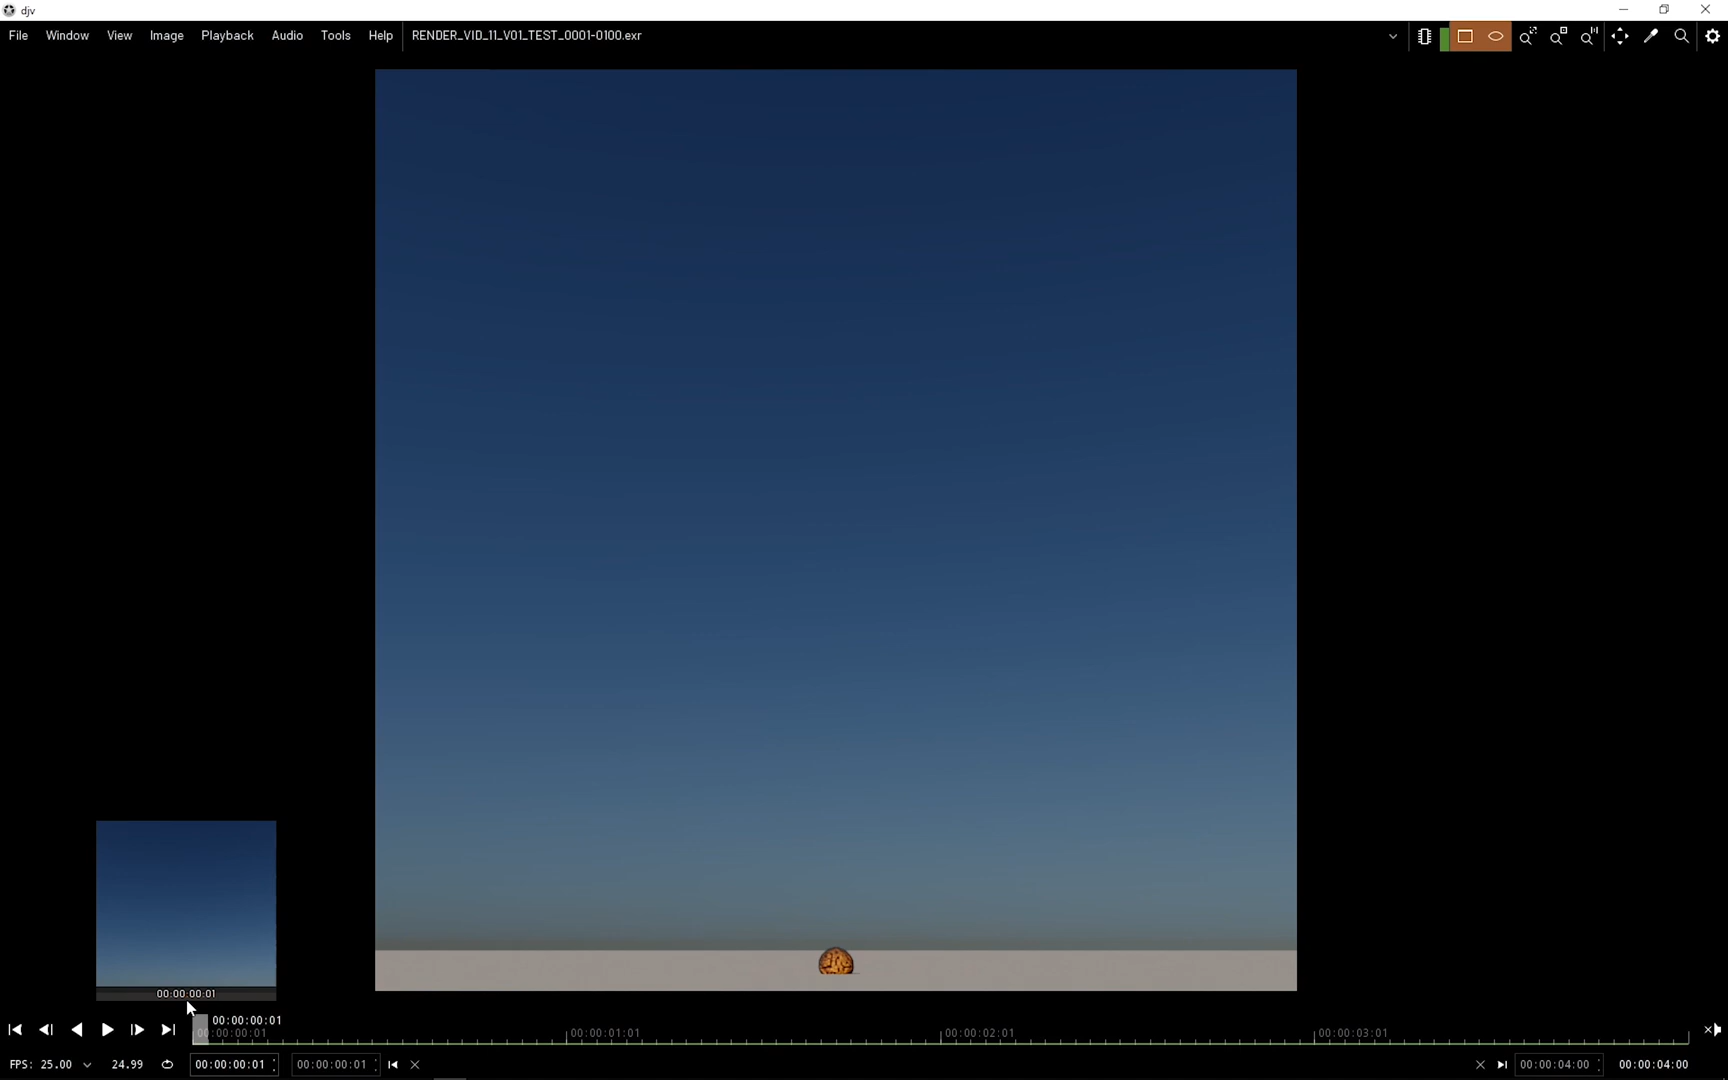 djv
File Window View Image Playback Audio Tools Help RENDER_VID_11_V01_TEST_0001-0100.exr
00:00:00:01
00:00:00:01
00:00:00:01 00:00:01:01 00:00:02:01 00:00:03:01
FPS: 25.00 24.99 00:00:00:01 00:00:00:01 00:00:04:00 00:00:04:00